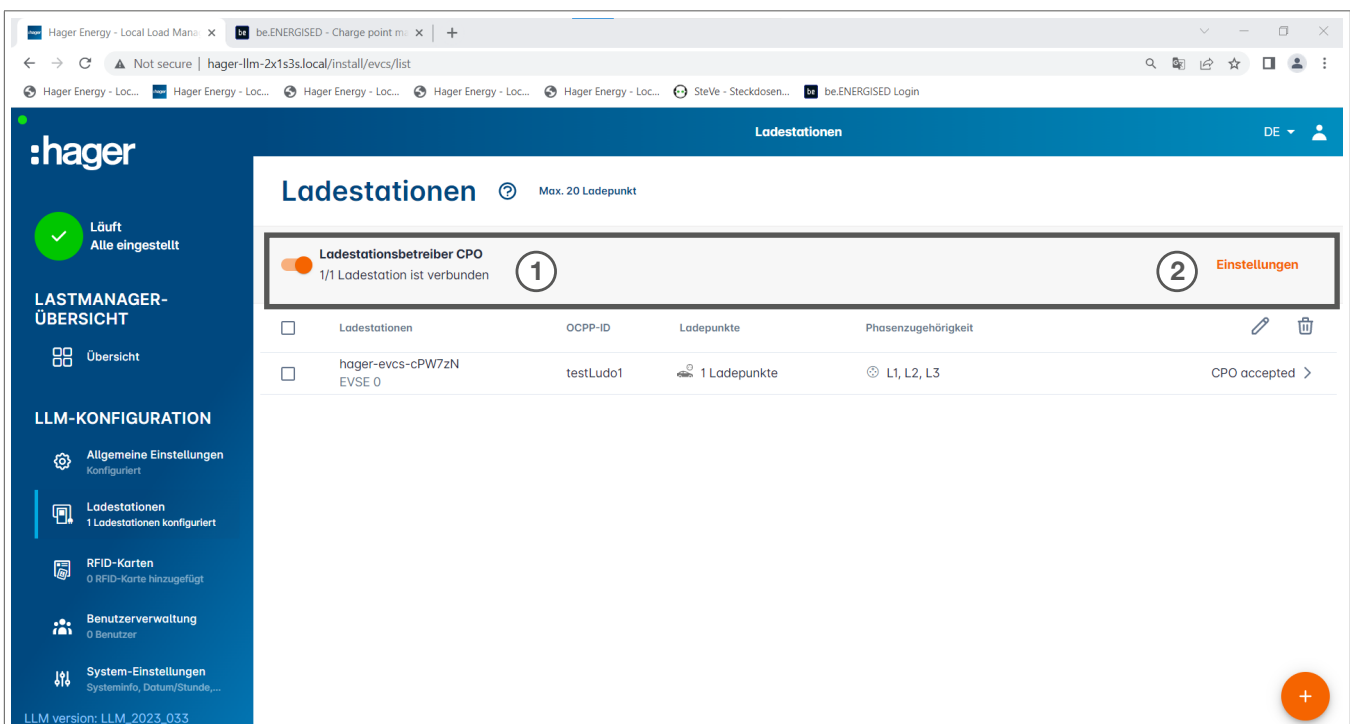 Hager Energy - Local Load Mana
be.ENERGISED - Charge point m
Not secure | hager-llm-2x1s3s.local/install/evcs/list
Hager Energy - Loc... Hager Energy - Loc... Hager Energy - Loc... Hager Energy - Loc... Hager Energy - Loc... SteVe - Steckdosen... be be.ENERGISED Login
:hager
Ladestationen
DE
Ladestationen
Max. 20 Ladepunkt
Läuft
Alle eingestellt
Ladestationsbetreiber CPO
1/1 Ladestation ist verbunden
1
2
Einstellungen
LASTMANAGER-
ÜBERSICHT
Übersicht
Ladestationen OCPP-ID Ladepunkte Phasenzugehörigkeit
hager-evcs-cPW7zN
EVSE 0
testLudo1
1 Ladepunkte
L1, L2, L3
CPO accepted
LLM-KONFIGURATION
Allgemeine Einstellungen
Konfiguriert
Ladestationen
1 Ladestationen konfiguriert
RFID-Karten
0 RFID-Karte hinzugefügt
Benutzerverwaltung
0 Benutzer
System-Einstellungen
Systeminfo, Datum/Stunde,...
LLM version: LLM_2023_033